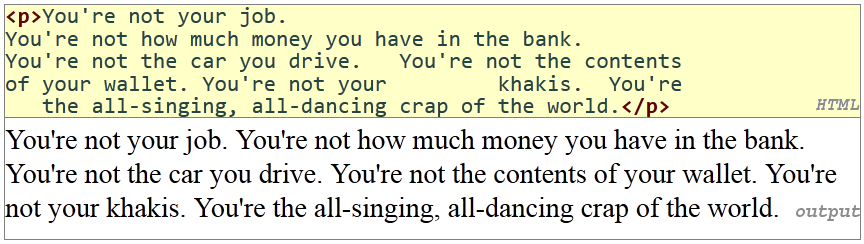 <p>You're not your job.
You're not how much money you have in the bank.
You're not the car you drive.   You're not the contents
of your wallet. You're not your         khakis.  You're
   the all-singing, all-dancing crap of the world.</p>
HTML
You're not your job. You're not how much money you have in the bank.
You're not the car you drive. You're not the contents of your wallet. You're
not your khakis. You're the all-singing, all-dancing crap of the world.
output